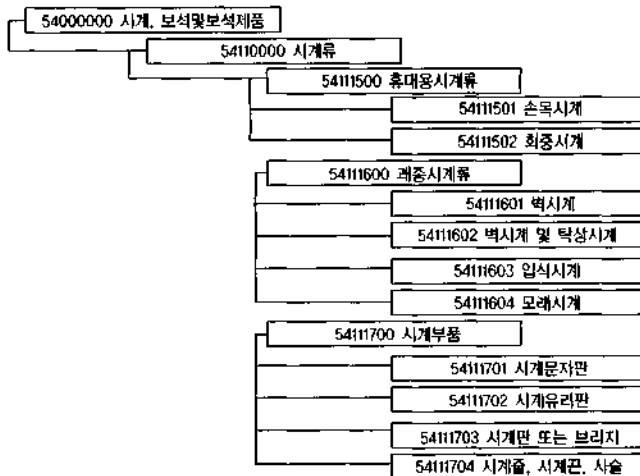 54000000 시계, 보석및보석제품
54110000 시계류
54111500 휴대용시계류
54111501 손목시계
54111502 회중시계
54111600 괘종시계류
54111601 벽시계
54111602 벽시계 및 탁상시계
54111603 입식시계
54111604 모래시계
54111700 시계부품
54111701 시계문자판
54111702 시계유리판
54111703 시계판 또는 브리지
54111704 시계줄, 시계끈, 사슬